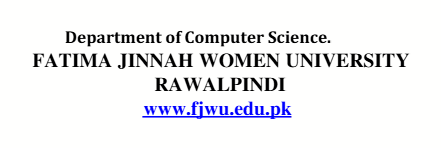 Department of Computer Science.
FATIMA JINNAH WOMEN UNIVERSITY
RAWALPINDI
www.fjwu.edu.pk